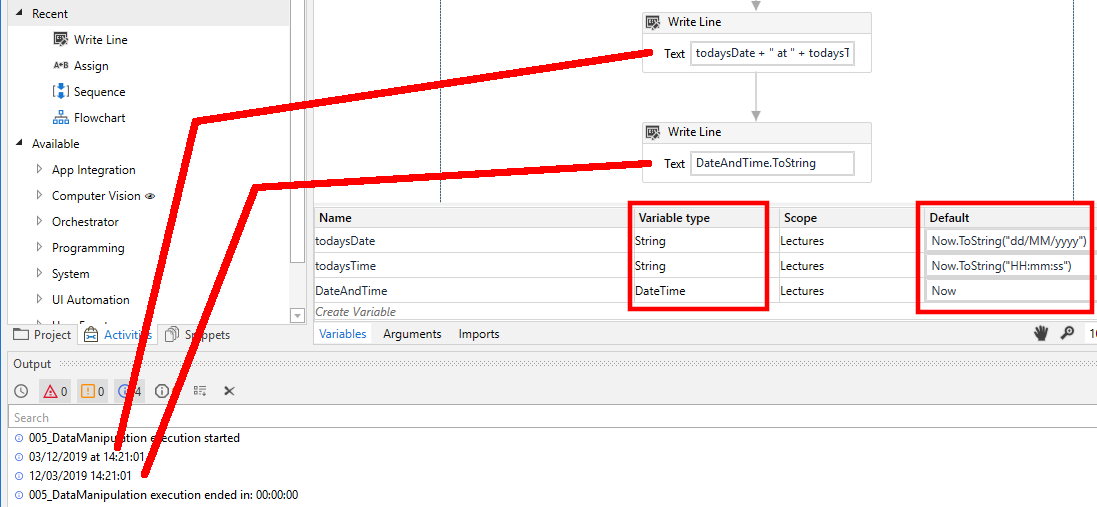 Recent
Write Line
A+B Assign
Sequence
Flowchart
Available
App Integration
Computer Vision
Orchestrator
Programming
System
UI Automation
Project
Activities
Snippets
Write Line
Text todaysDate + " at " + todaysT
Write Line
Text DateAndTime.ToString
Name Variable type Scope Default
todaysDate String Lectures Now.ToString("dd/MM/yyyy")
todaysTime String Lectures Now.ToString("HH:mm:ss")
DateAndTime DateTime Lectures Now
Create Variable
Variables Arguments Imports
Output
0 0 4
Search
005_DataManipulation execution started
03/12/2019 at 14:21:01
12/03/2019 14:21:01
005_DataManipulation execution ended in: 00:00:00